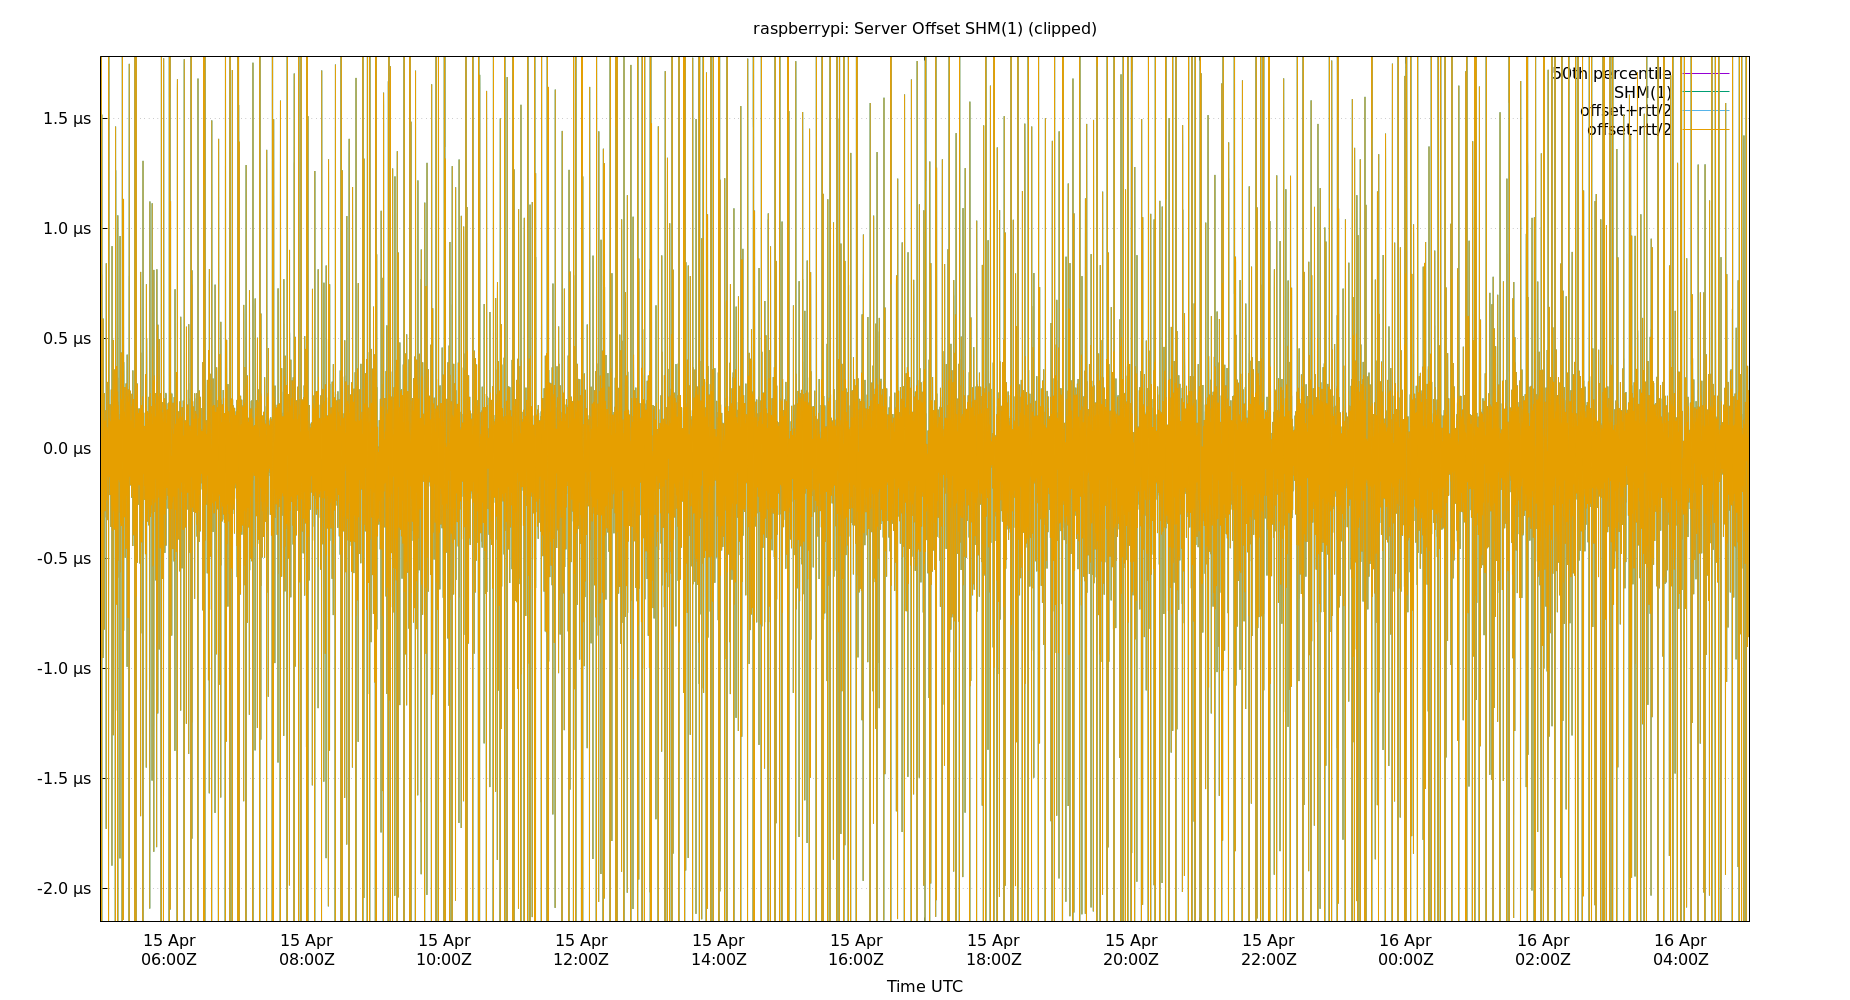 raspberrypi: Server Offset SHM(1) (clipped)
50th percentile
SHM(1)
offset+rtt/2
offset-rtt/2
1.5 µs
1.0 µs
0.5 µs
0.0 µs
-0.5 µs
-1.0 µs
-1.5 µs
-2.0 µs
15 Apr 15 Apr 15 Apr 15 Apr 15 Apr 15 Apr 15 Apr 15 Apr 15 Apr 16 Apr 16 Apr 16 Apr
06:00Z 08:00Z 10:00Z 12:00Z 14:00Z 16:00Z 18:00Z 20:00Z 22:00Z 00:00Z 02:00Z 04:00Z
Time UTC